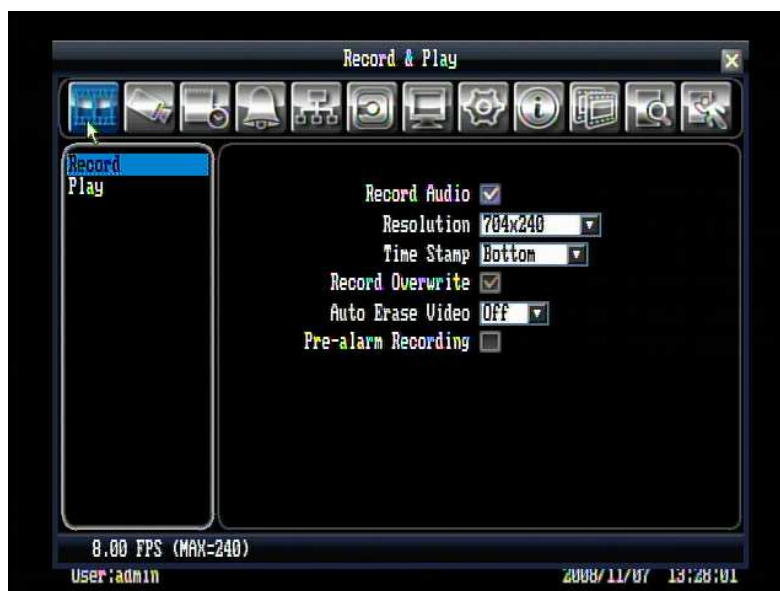 Record & Play
Record
Play
Record Audio
Resolution 704x240
Time Stamp Bottom
Record Overwrite
Auto Erase Video Off
Pre-alarm Recording
8.00 FPS (MAX=240)
User:admin 2008/11/07 13:28:01